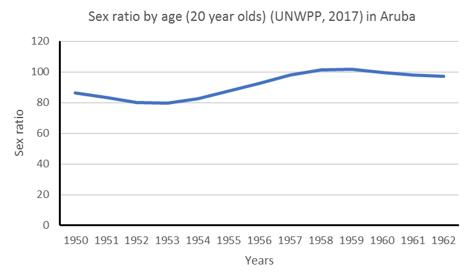 Sex ratio by age (20 year olds) (UNWPP, 2017) in Aruba
120
100
80
60
40
20
0
Sex ratio
1950 1951 1952 1953 1954 1955 1956 1957 1958 1959 1960 1961 1962
Years